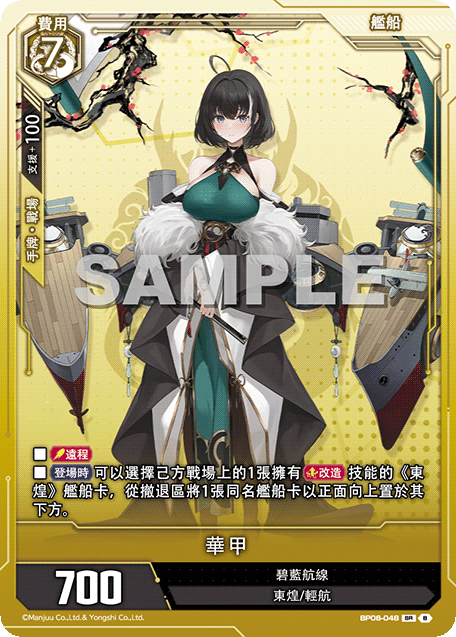 費用
7
艦船
支援+100
手牌・戰場
SAMPLE
■ 遠程
■ 登場時 可以選擇己方戰場上的1張擁有 改造 技能的《東
煌》艦船卡，從撤退區將1張同名艦船卡以正面向上置於其
下方。
華甲
700
碧藍航線
東煌/輕航
©Manjuu Co.,Ltd.& Yongshi Co.,Ltd.
BP06-048 SR B